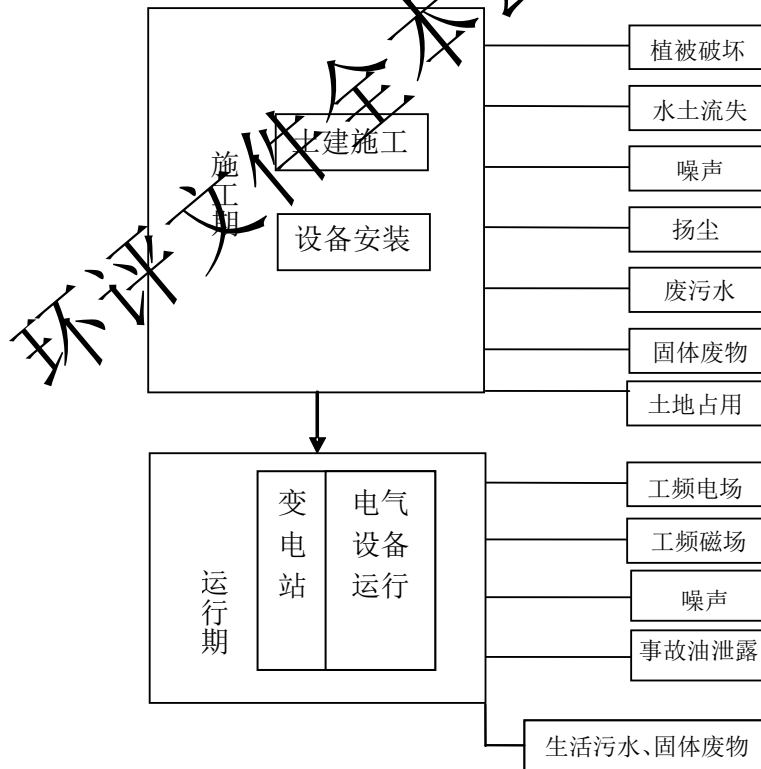 植被破坏
水土流失
噪声
扬尘
废污水
固体废物
土地占用
施工期
土建施工
设备安装
工频电场
工频磁场
噪声
事故油泄露
生活污水、固体废物
运行期
变电站
电气
设备
运行
环评文件全本